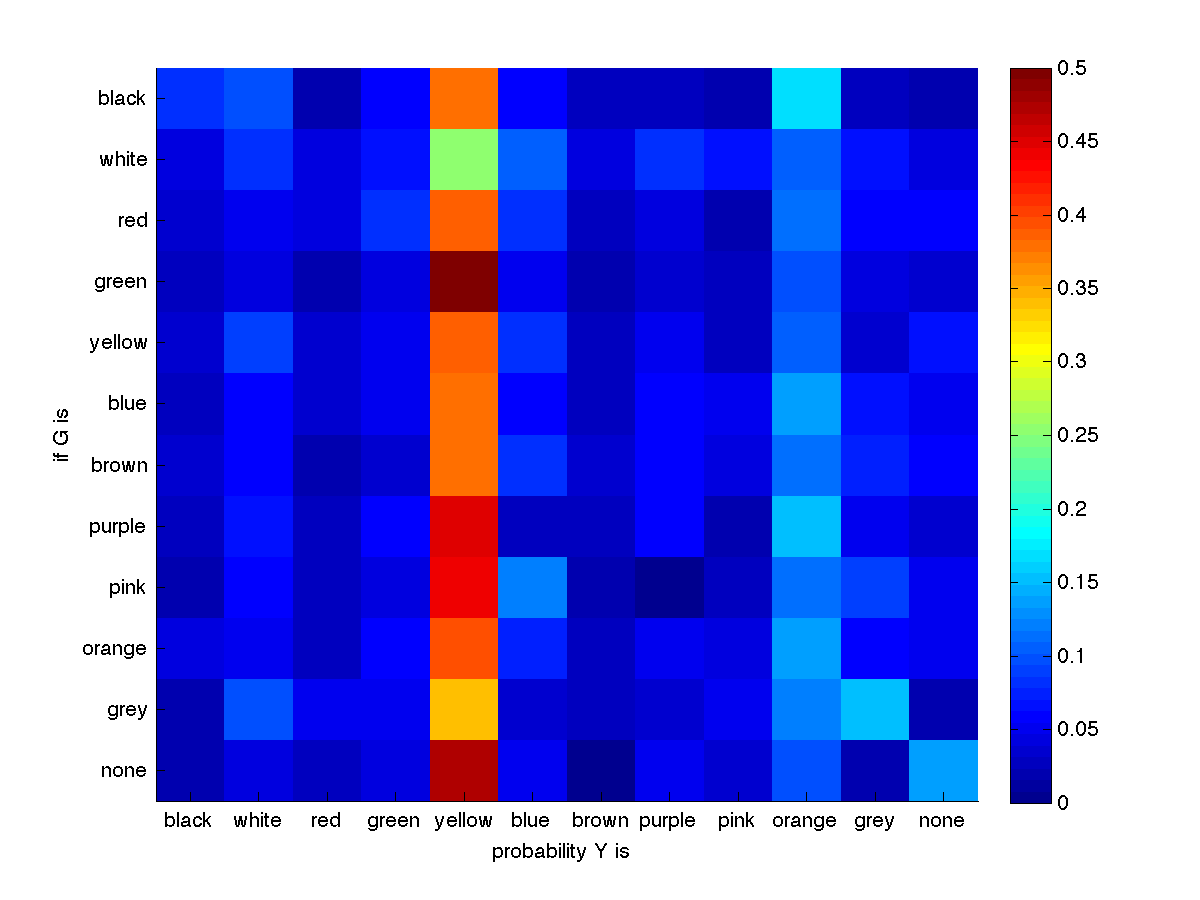 black
white
red
green
yellow
blue
brown
purple
pink
orange
grey
none
if G is
black white red green yellow blue brown purple pink orange grey none
probability Y is
0.5
0.45
0.4
0.35
0.3
0.25
0.2
0.15
0.1
0.05
0